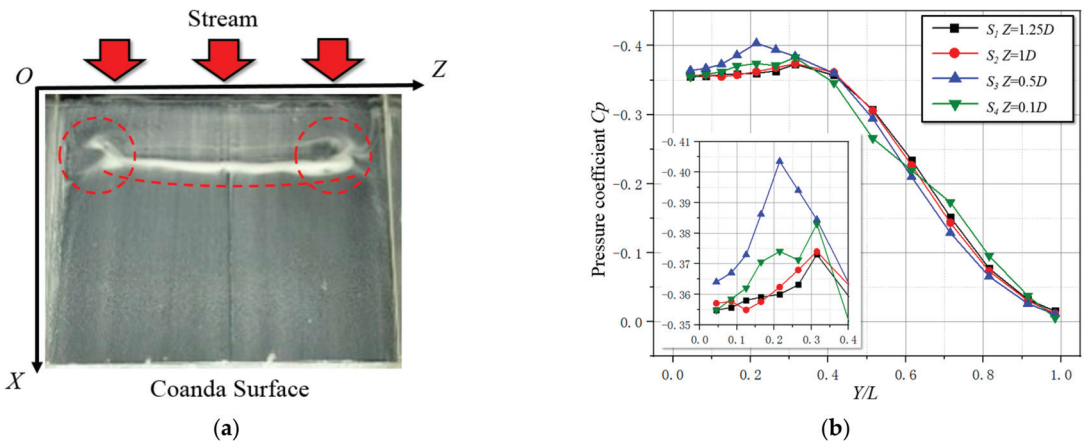 (a)
Stream
O
Z
X
Coanda Surface
(b)
Pressure coefficient Cp
-0.4
-0.3
-0.2
-0.1
0.0
0.0 0.2 0.4 0.6 0.8 1.0
Y/L
S1 Z=1.25D
S2 Z=1D
S3 Z=0.5D
S4 Z=0.1D
-0.41
-0.40
-0.39
-0.38
-0.37
-0.36
-0.35
0.0 0.1 0.2 0.3 0.4
(a) (b)